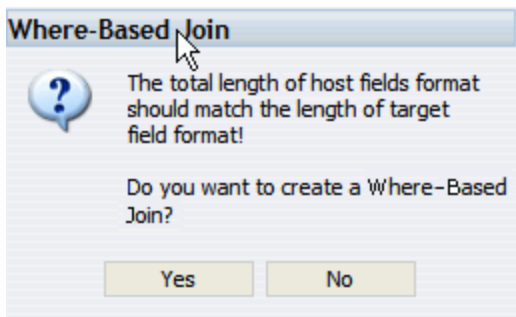 Where-Based Join
?
The total length of host fields format
should match the length of target
field format!
Do you want to create a Where-Based
Join?
Yes No